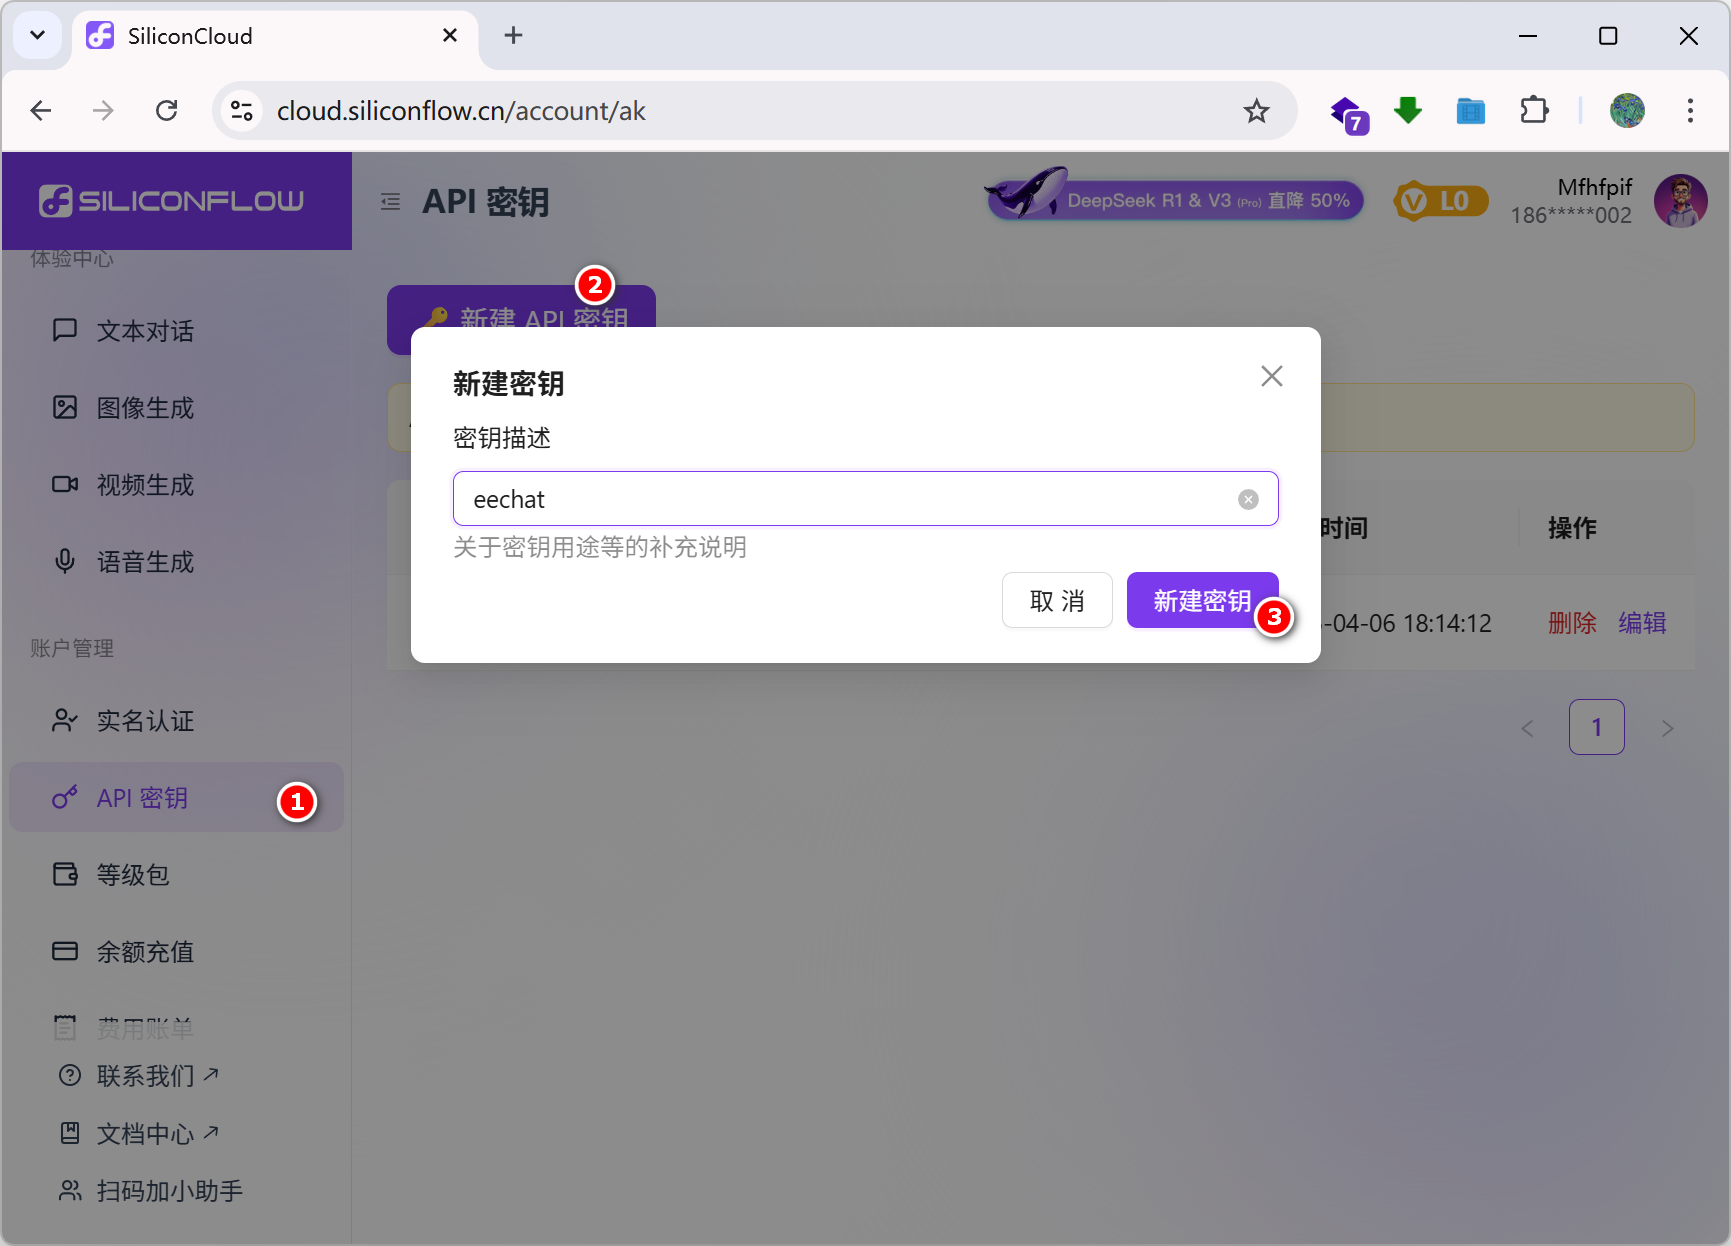 SiliconCloud
cloud.siliconflow.cn/account/ak
7
SILICONFLOW
API 密钥
DeepSeek R1 & V3 (Pro) 直降 50%
L0
Mfhfpif
186*****002
体验中心
文本对话
图像生成
视频生成
语音生成
账户管理
实名认证
API 密钥
1
等级包
余额充值
费用账单
联系我们
文档中心
扫码加小助手
2
新建 API 密钥
新建密钥
密钥描述
eechat
关于密钥用途等的补充说明
取 消
新建密钥
3
时间
操作
-04-06 18:14:12
删除
编辑
< 1 >